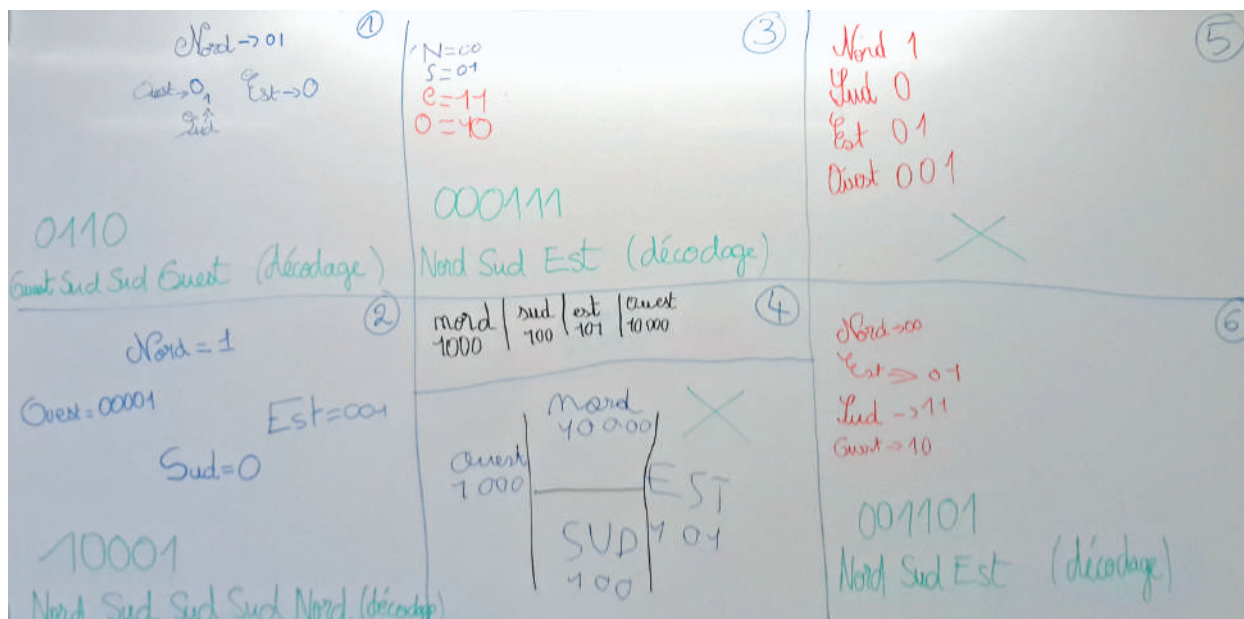 ①
Nord → 01
Ouest → 0 Est → 0
1
Sud
0110
Ouest Sud Sud Ouest (décodage)
②
Nord = 1
Ouest = 00001
Est = 001
Sud = 0
10001
Nord Sud Sud Sud Nord (décodage)
③
N = 00
S = 01
e = 11
O = 10
000111
Nord Sud Est (décodage)
④
nord | sud | est | ouest
1000 | 100 | 101 | 10000
nord
10000
ouest
1000
EST
101
SUD
100
⑤
Nord 1
Sud 0
Est 01
Ouest 001
⑥
Nord → 00
Est ⇒ 01
Sud → 11
Ouest → 10
001101
Nord Sud Est (décodage)